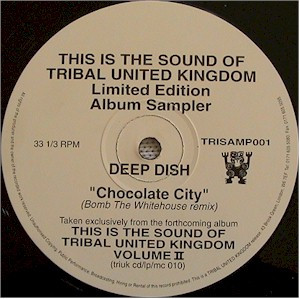 THIS IS THE SOUND OF
TRIBAL UNITED KINGDOM
Limited Edition
Album Sampler
33 1/3 RPM
TRISAMP001
DEEP DISH
"Chocolate City"
(Bomb The Whitehouse remix)
Taken exclusively from the forthcoming album
THIS IS THE SOUND OF
TRIBAL UNITED KINGDOM
VOLUME II
(triuk cd/lp/mc 010)